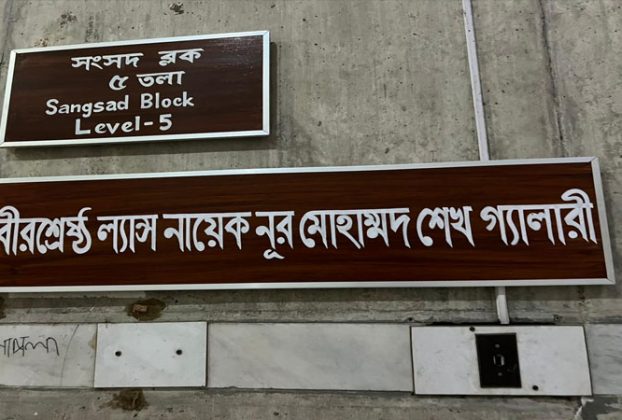 সংসদ ব্লক
৫ তলা
Sangsad Block
Level-5
বীরশ্রেষ্ঠ ল্যান্স নায়েক নূর মোহাম্মদ শেখ গ্যালারী